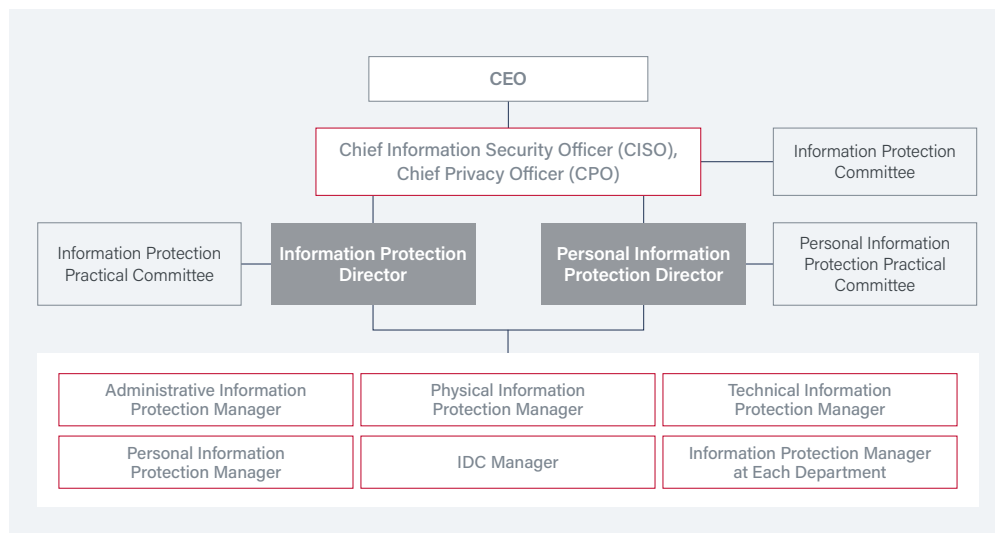 CEO
Chief Information Security Officer (CISO),
Chief Privacy Officer (CPO)
Information Protection
Committee
Information Protection
Practical Committee
Information Protection
Director
Personal Information
Protection Director
Personal Information
Protection Practical
Committee
Administrative Information
Protection Manager
Physical Information
Protection Manager
Technical Information
Protection Manager
Personal Information
Protection Manager
IDC Manager
Information Protection Manager
at Each Department